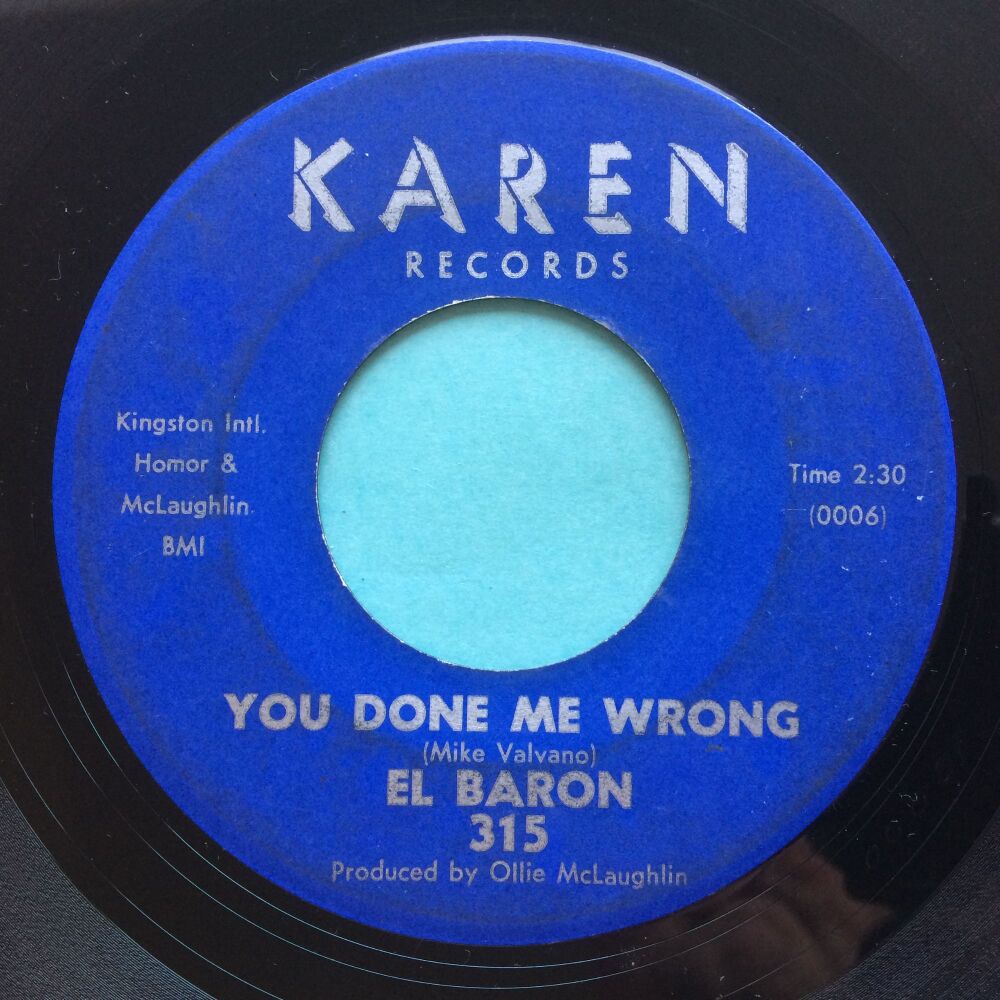 KAREN
RECORDS
Kingston Intl.
Homor &
McLaughlin
BMI
Time 2:30
(0006)
YOU DONE ME WRONG
(Mike Valvano)
EL BARON
315
Produced by Ollie McLaughlin